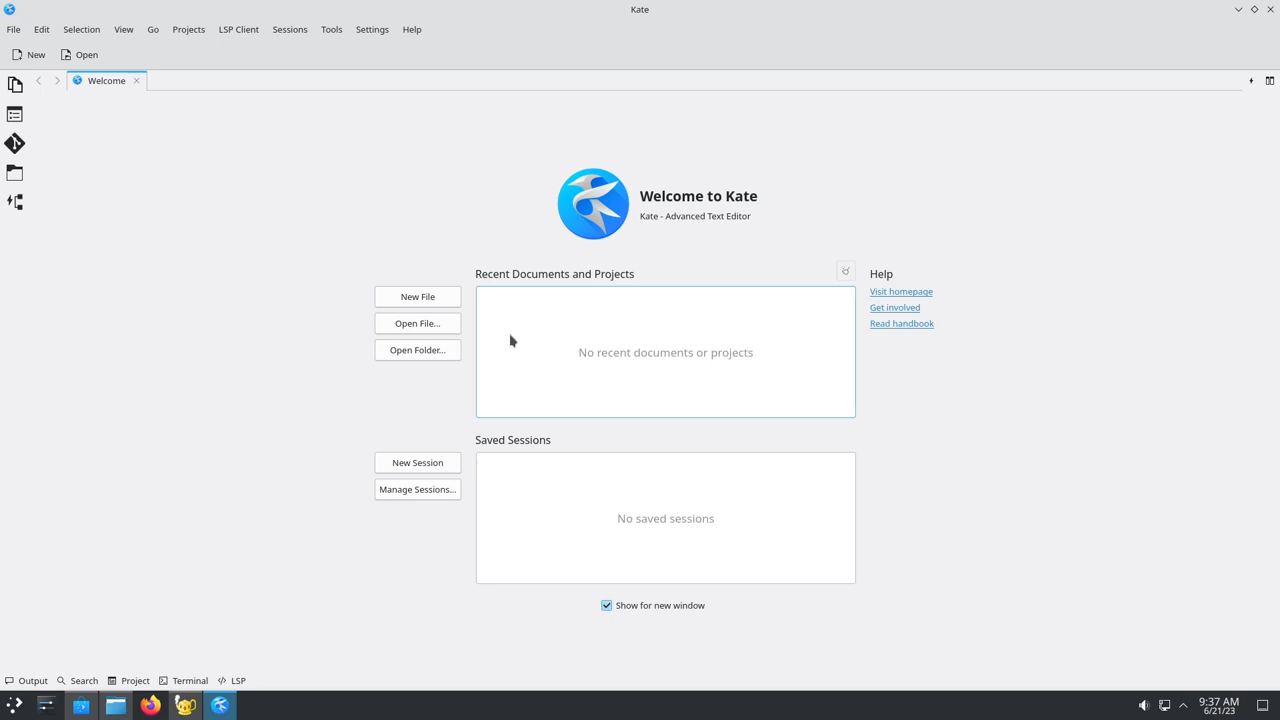 Kate
File Edit Selection View Go Projects LSP Client Sessions Tools Settings Help
New Open
Welcome
Welcome to Kate
Kate - Advanced Text Editor
Recent Documents and Projects
Help
New File
Open File...
Open Folder...
No recent documents or projects
Visit homepage
Get involved
Read handbook
Saved Sessions
New Session
Manage Sessions...
No saved sessions
Show for new window
Output Search Project Terminal LSP
9:37 AM
6/21/23